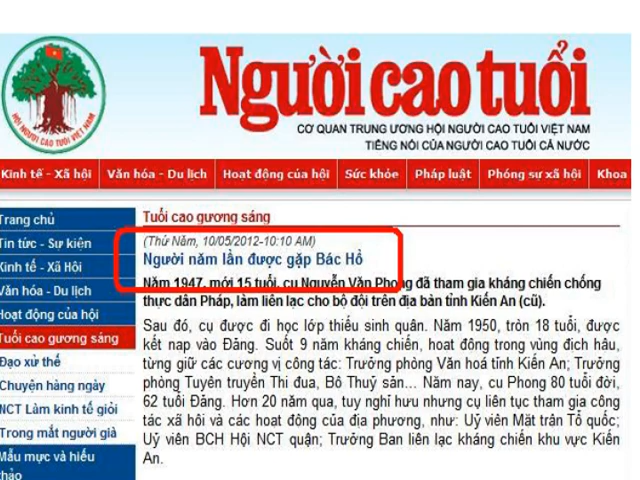 HỘI NGƯỜI CAO TUỔI VIỆT NAM
Người cao tuổi
CƠ QUAN TRUNG ƯƠNG HỘI NGƯỜI CAO TUỔI VIỆT NAM
TIẾNG NÓI CỦA NGƯỜI CAO TUỔI CẢ NƯỚC
Kinh tế - Xã hội Văn hóa - Du lịch Hoạt động của hội Sức khỏe Pháp luật Phóng sự xã hội Khoa
Trang chủ
Tin tức - Sự kiện
Kinh tế - Xã Hội
Văn hóa - Du lịch
Hoạt động của hội
Tuổi cao gương sáng
Đạo xử thế
Chuyện hàng ngày
NCT Làm kinh tế giỏi
Trong mắt người già
Mẫu mực và hiếu
thảo
Tuổi cao gương sáng
(Thứ Năm, 10/05/2012-10:10 AM)
Người năm lần được gặp Bác Hồ
Năm 1947, mới 15 tuổi, cụ Nguyễn Văn Phong đã tham gia kháng chiến chống
thực dân Pháp, làm liên lạc cho bộ đội trên địa bàn tỉnh Kiến An (cũ).
Sau đó, cụ được đi học lớp thiếu sinh quân. Năm 1950, tròn 18 tuổi, được
kết nạp vào Đảng. Suốt 9 năm kháng chiến, hoạt động trong vùng địch hậu,
từng giữ các cương vị công tác: Trưởng phòng Văn hoá tỉnh Kiến An; Trưởng
phòng Tuyên truyền Thi đua, Bộ Thuỷ sản... Năm nay, cụ Phong 80 tuổi đời,
62 tuổi Đảng. Hơn 20 năm qua, tuy nghỉ hưu nhưng cụ liên tục tham gia công
tác xã hội và các hoạt động của địa phương, như: Uỷ viên Mặt trận Tổ quốc;
Uỷ viên BCH Hội NCT quận; Trưởng Ban liên lạc kháng chiến khu vực Kiến
An.